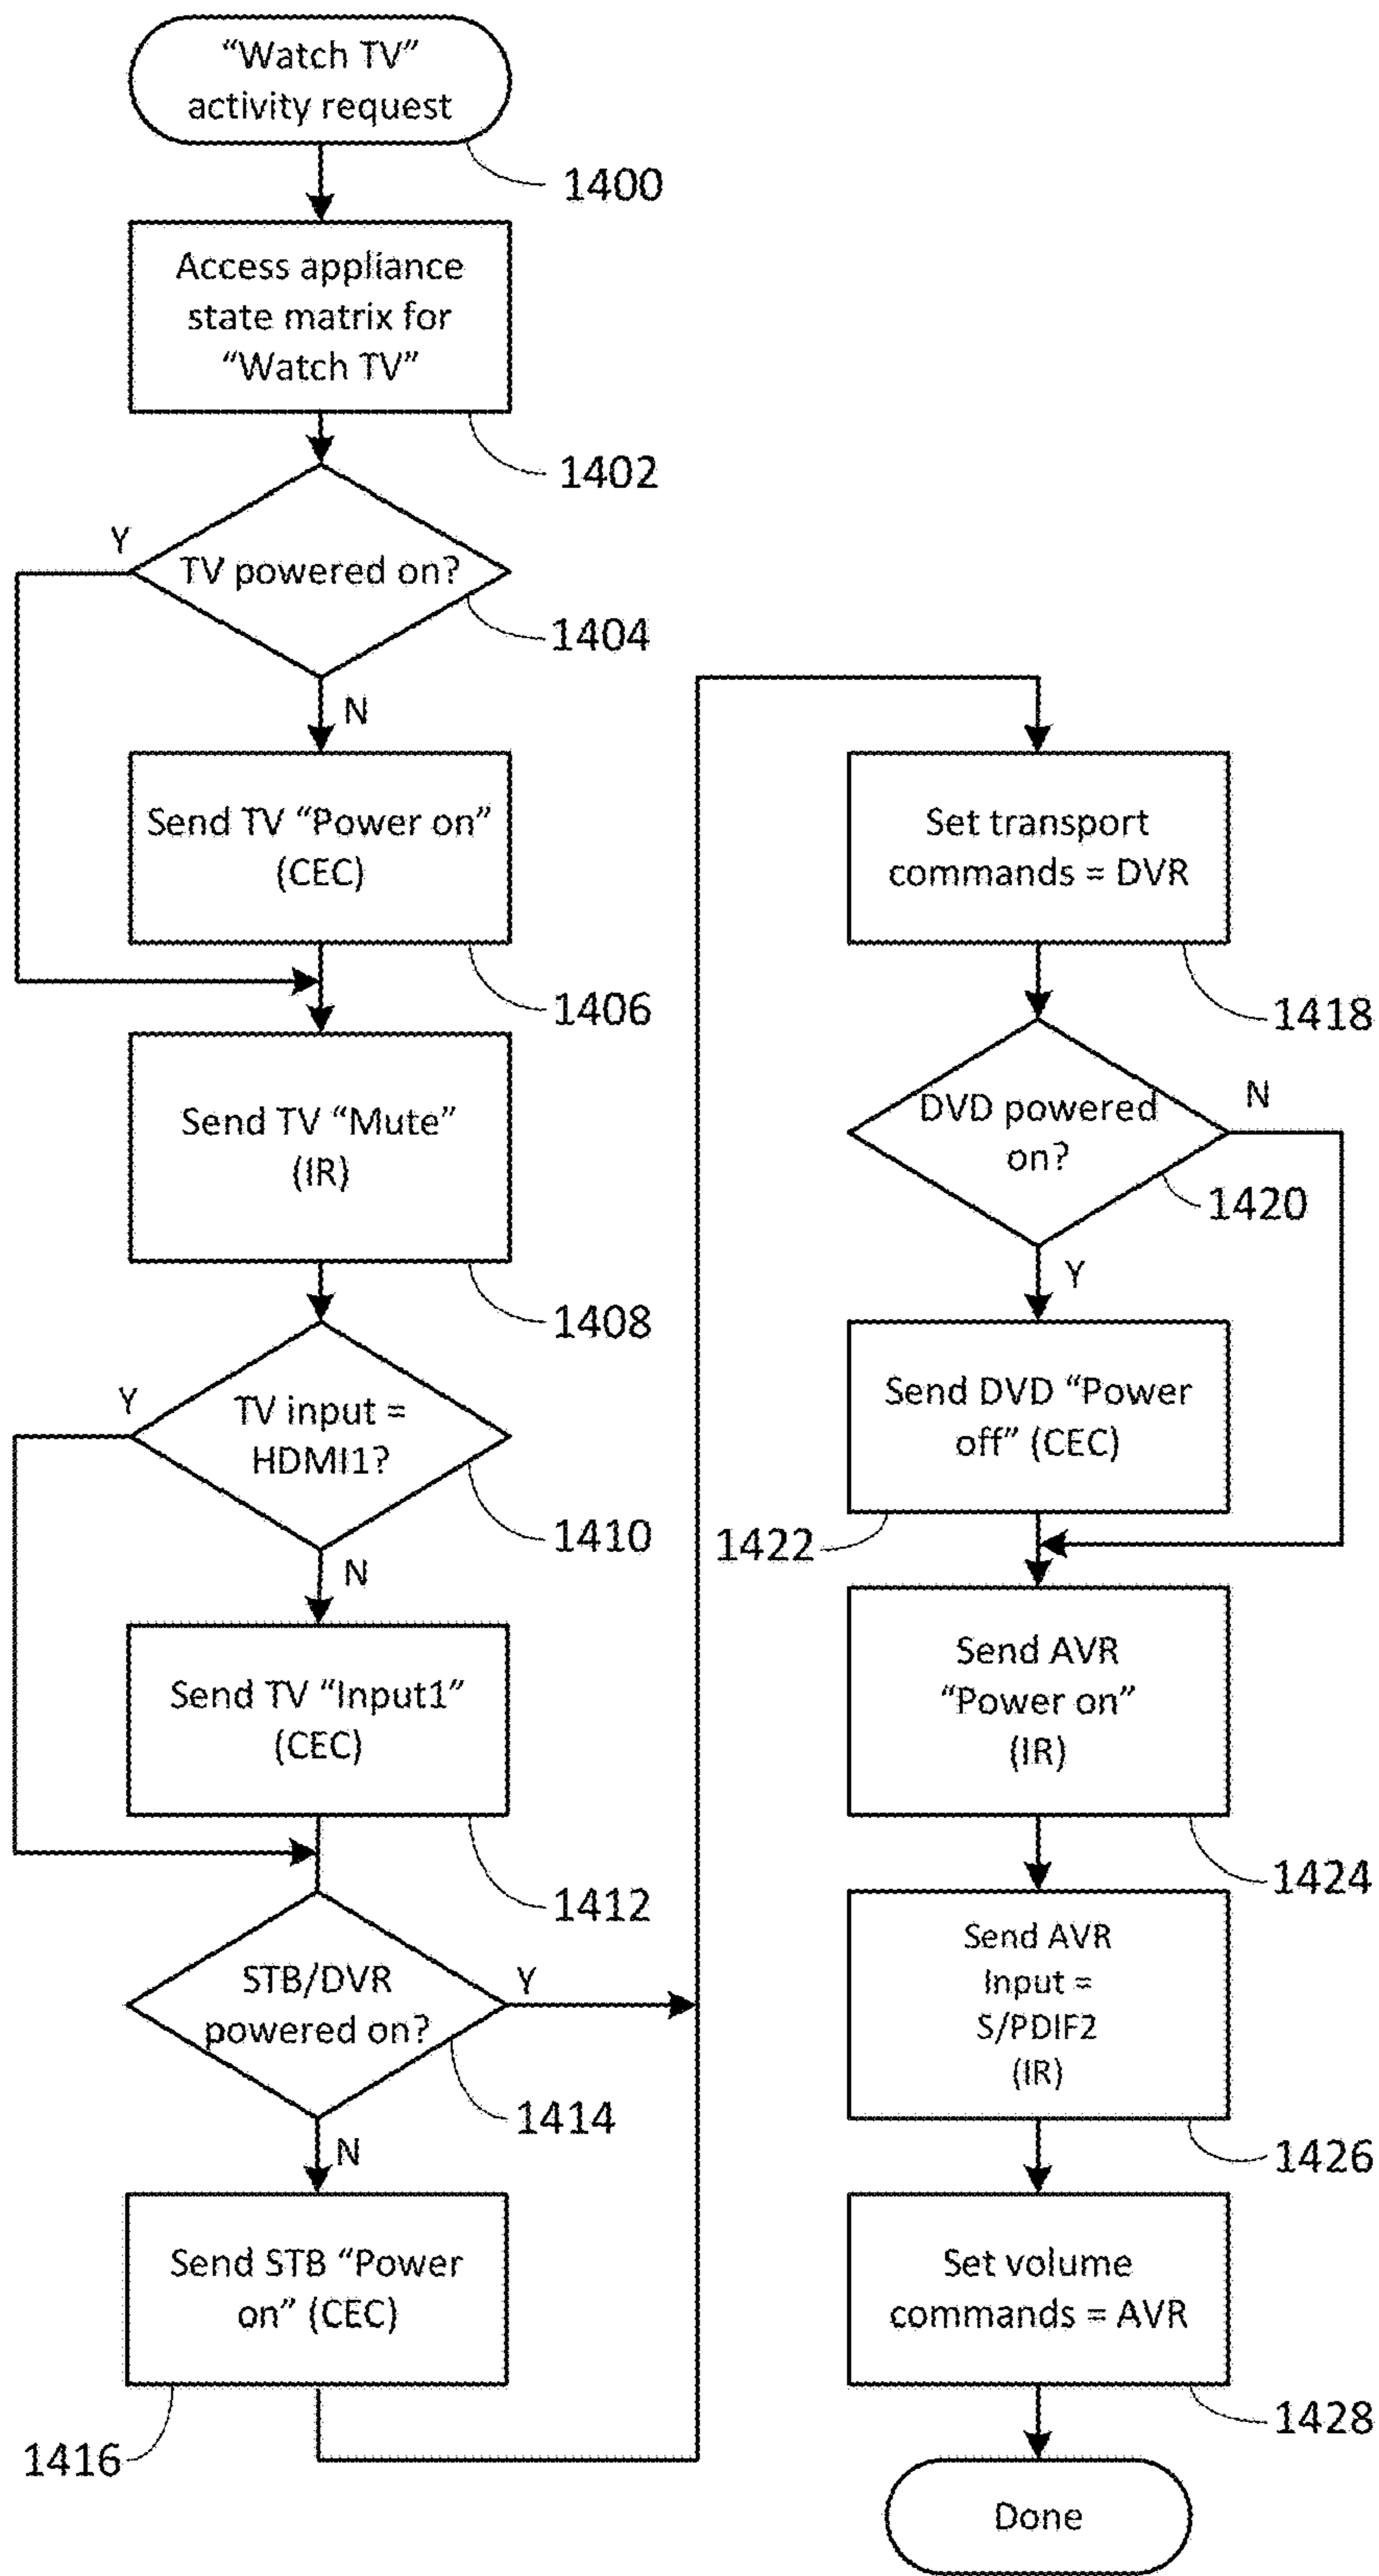 “Watch TV”
activity request
1400
Access appliance
state matrix for
“Watch TV”
1402
Y
TV powered on?
1404
N
Send TV “Power on”
(CEC)
1406
Send TV “Mute”
(IR)
1408
Y
TV input =
HDMI1?
1410
N
Send TV “Input1”
(CEC)
1412
STB/DVR
powered on?
Y
1414
N
Send STB “Power
on” (CEC)
1416
Set transport
commands = DVR
1418
DVD powered
on?
N
1420
Y
Send DVD “Power
off” (CEC)
1422
Send AVR
“Power on”
(IR)
1424
Send AVR
Input =
S/PDIF2
(IR)
1426
Set volume
commands = AVR
1428
Done